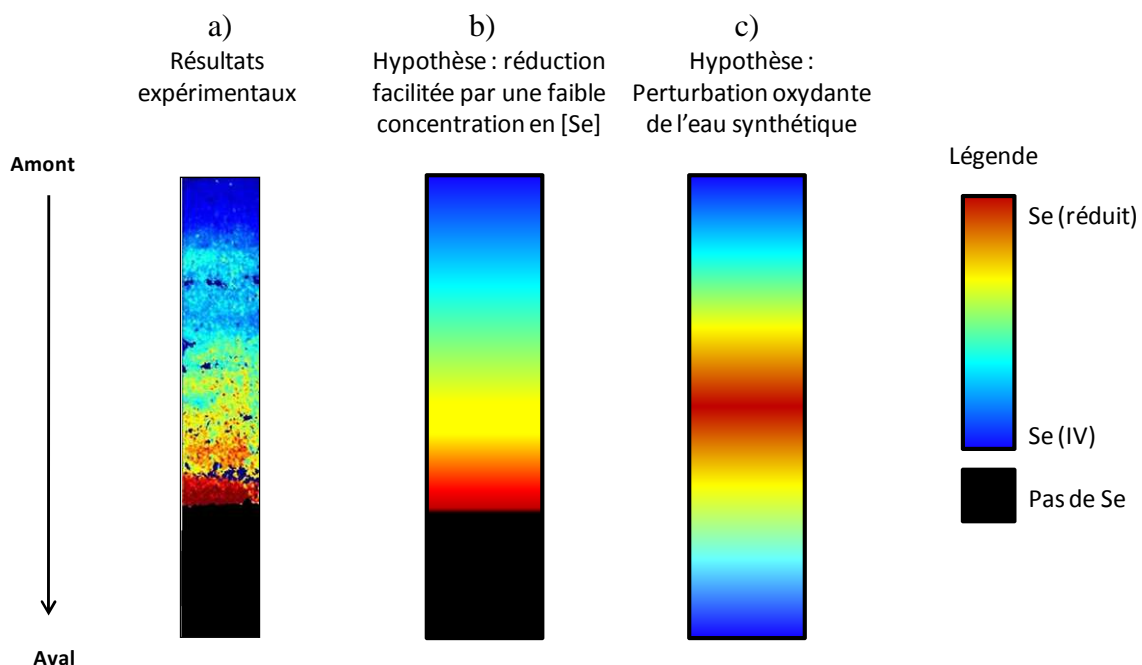 a)
Résultats
expérimentaux
b)
Hypothèse : réduction
facilitée par une faible
concentration en [Se]
c)
Hypothèse :
Perturbation oxydante
de l'eau synthétique
Amont
Aval
Légende
Se (réduit)
Se (IV)
Pas de Se